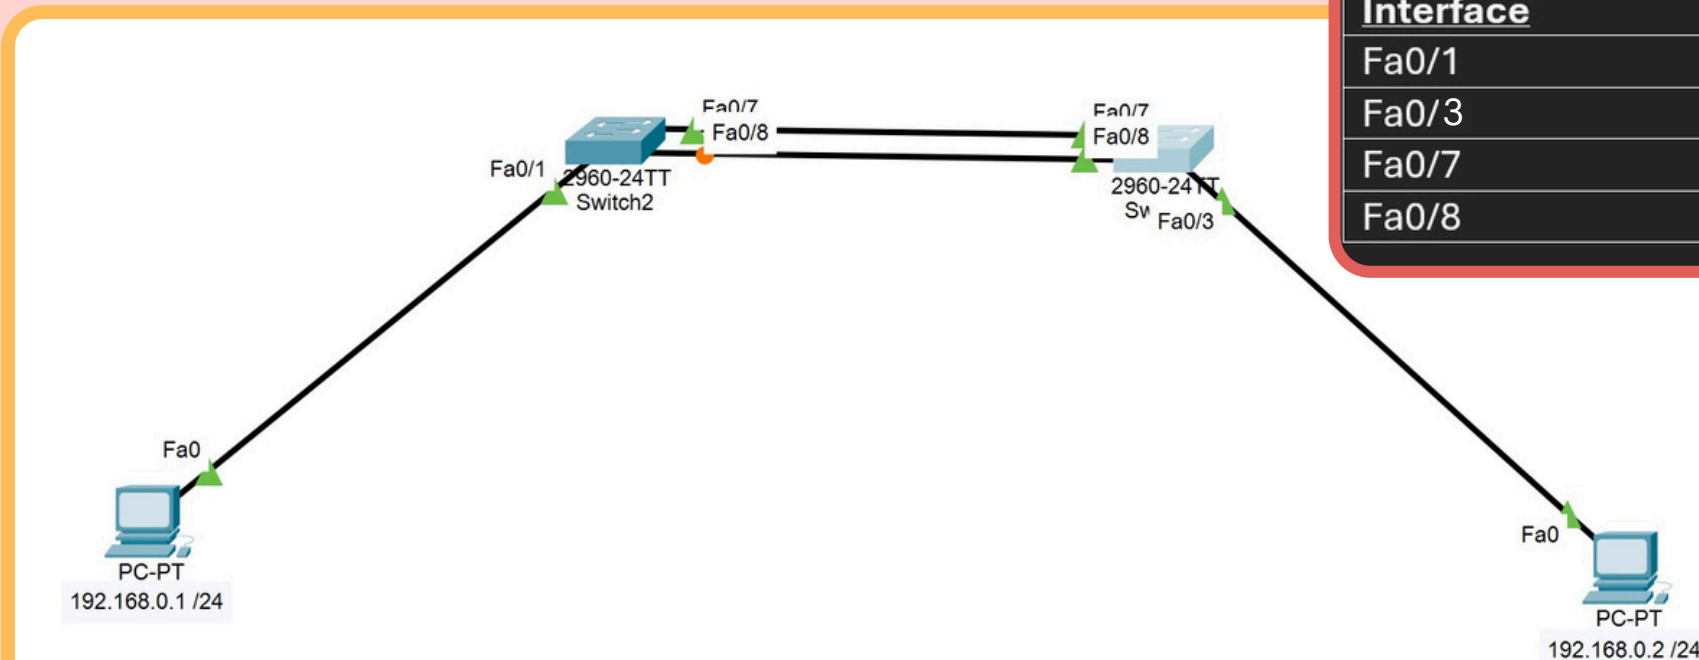 Interface
Fa0/1
Fa0/3
Fa0/7
Fa0/8
Fa0/7
Fa0/8
Fa0/7
Fa0/8
Fa0/1
2960-24TT
Switch2
2960-24TT
Sw
Fa0/3
Fa0
PC-PT
192.168.0.1 /24
Fa0
PC-PT
192.168.0.2 /24